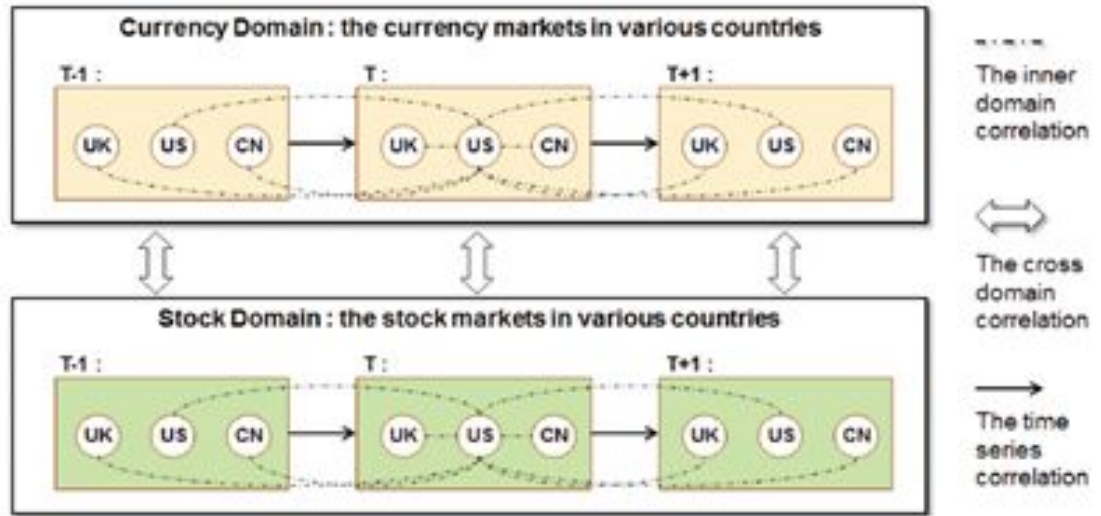 Currency Domain : the currency markets in various countries
T-1 :
T :
T+1 :
UK US CN
UK US CN
UK US CN
Stock Domain : the stock markets in various countries
T-1 :
T :
T+1 :
UK US CN
UK US CN
UK US CN
The inner
domain
correlation
The cross
domain
correlation
The time
series
correlation